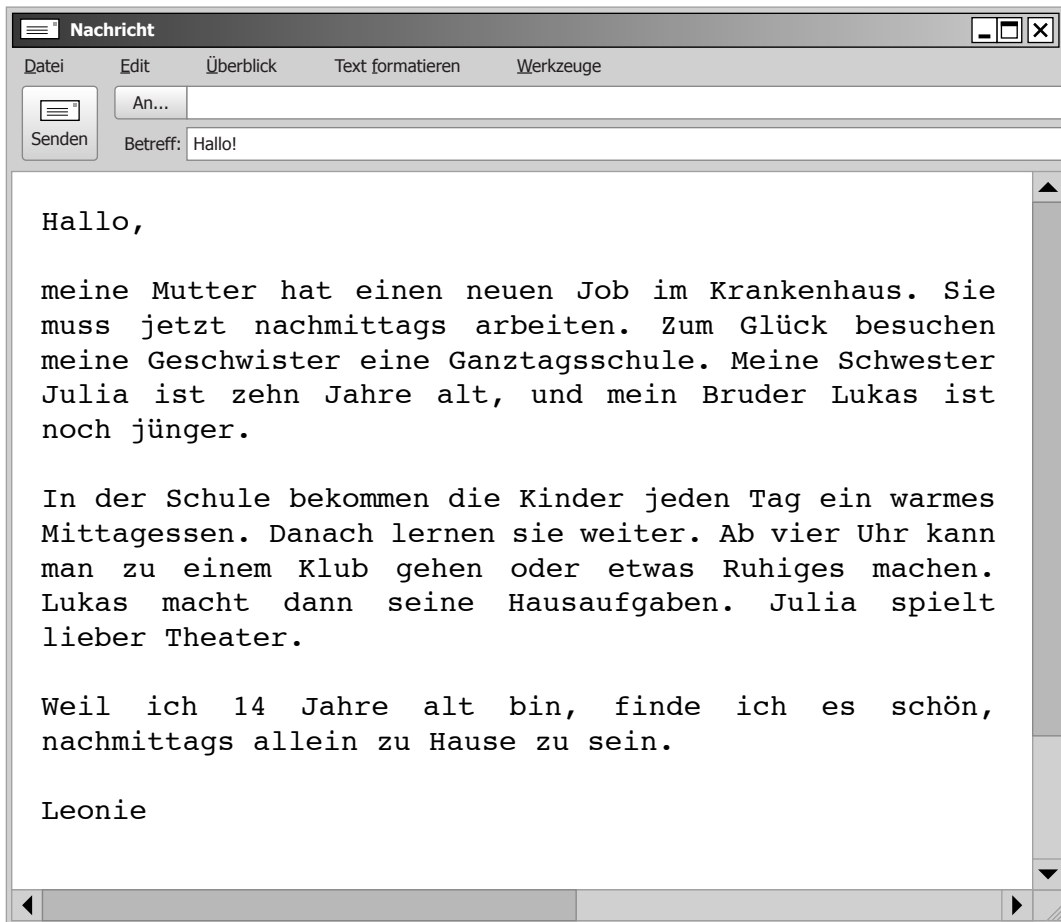 Nachricht
Datei Edit Überblick Text formatieren Werkzeuge
An...
Senden
Betreff: Hallo!
Hallo,
meine Mutter hat einen neuen Job im Krankenhaus. Sie
muss jetzt nachmittags arbeiten. Zum Glück besuchen
meine Geschwister eine Ganztagsschule. Meine Schwester
Julia ist zehn Jahre alt, und mein Bruder Lukas ist
noch jünger.
In der Schule bekommen die Kinder jeden Tag ein warmes
Mittagessen. Danach lernen sie weiter. Ab vier Uhr kann
man zu einem Klub gehen oder etwas Ruhiges machen.
Lukas macht dann seine Hausaufgaben. Julia spielt
lieber Theater.
Weil ich 14 Jahre alt bin, finde ich es schön,
nachmittags allein zu Hause zu sein.
Leonie